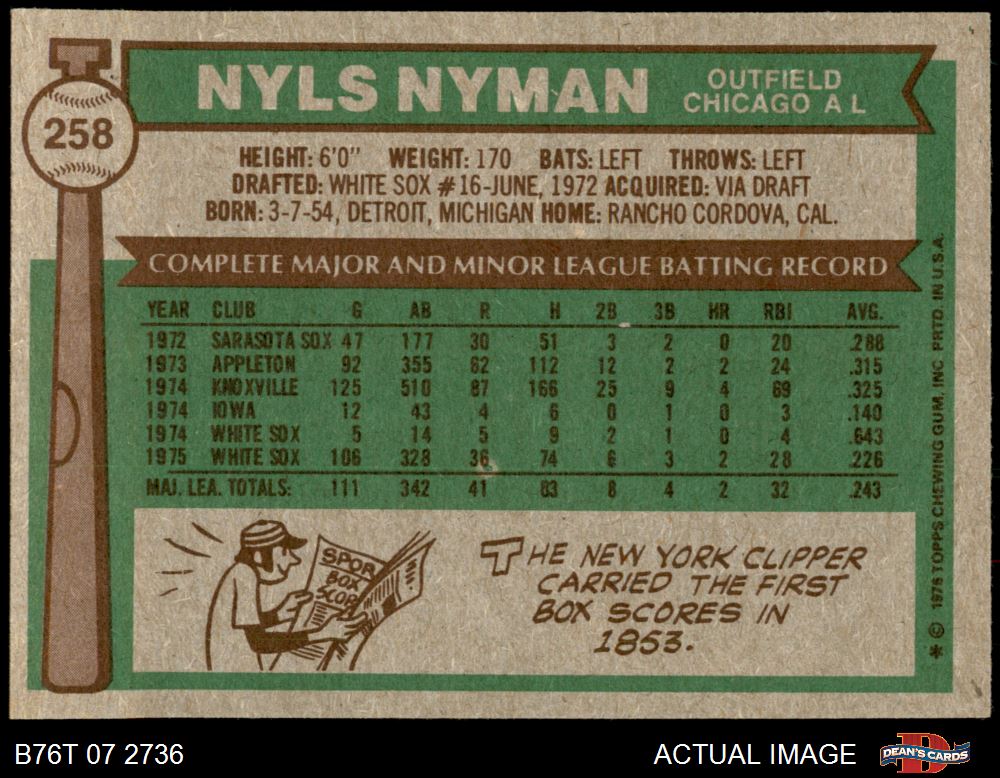 258
NYLS NYMAN
OUTFIELD
CHICAGO A L
HEIGHT: 6'0" WEIGHT: 170 BATS: LEFT THROWS: LEFT
DRAFTED: WHITE SOX #16-JUNE, 1972 ACQUIRED: VIA DRAFT
BORN: 3-7-54, DETROIT, MICHIGAN HOME: RANCHO CORDOVA, CAL.
COMPLETE MAJOR AND MINOR LEAGUE BATTING RECORD
YEAR CLUB G AB R H 2B 3B HR RBI AVG.
1972 SARASOTA SOX 47 177 30 51 3 2 0 20 .288
1973 APPLETON 92 355 62 112 12 2 2 24 .315
1974 KNOXVILLE 125 510 87 166 25 9 4 69 .325
1974 IOWA 12 43 4 6 0 1 0 3 .140
1974 WHITE SOX 5 14 5 9 2 1 0 4 .643
1975 WHITE SOX 106 328 36 74 6 3 2 28 .226
MAJ. LEA. TOTALS: 111 342 41 83 8 4 2 32 .243
SPOR
BOX
SCOR
THE NEW YORK CLIPPER
CARRIED THE FIRST
BOX SCORES IN
1853.
* © 1976 TOPPS CHEWING GUM, INC. PRTD. IN U.S.A.
B76T 07 2736
ACTUAL IMAGE
DEAN'S CARDS